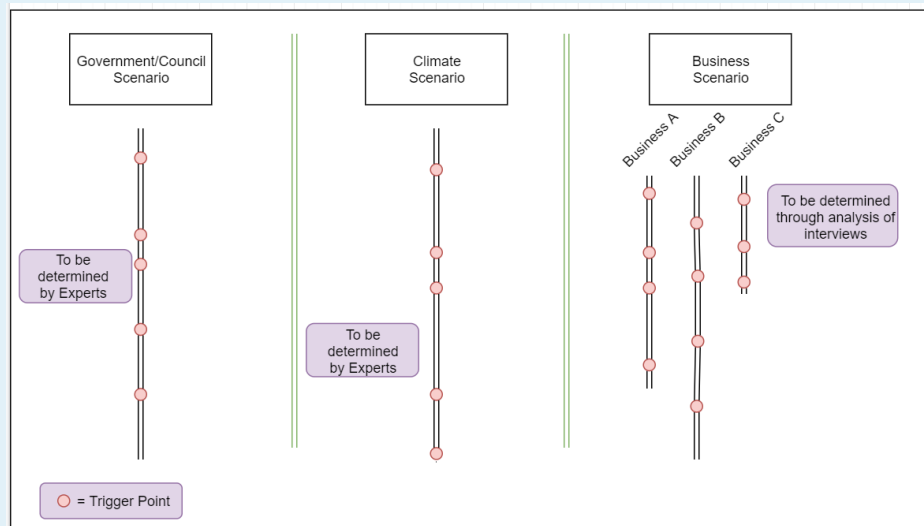 Government/Council
Scenario
Climate
Scenario
Business
Scenario
Business A
Business B
Business C
To be determined
through analysis of
interviews
To be
determined
by Experts
To be
determined
by Experts
= Trigger Point